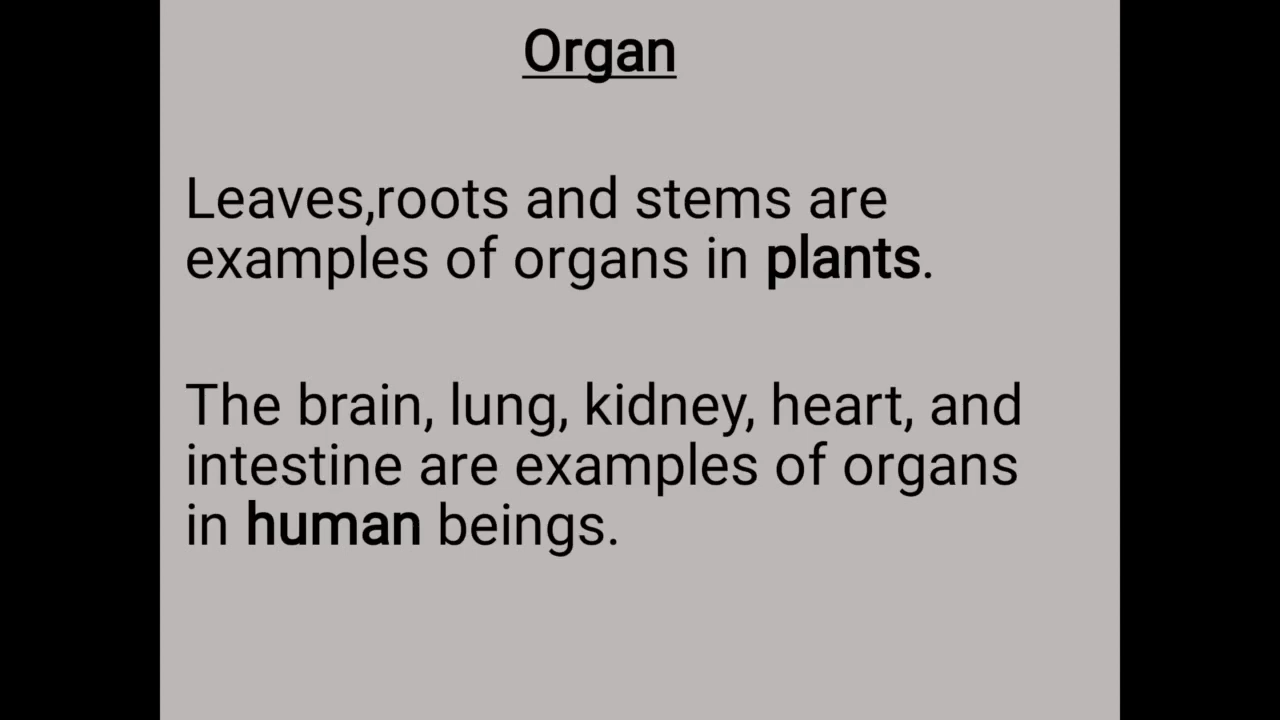 Organ
Leaves,roots and stems are
examples of organs in plants.
The brain, lung, kidney, heart, and
intestine are examples of organs
in human beings.